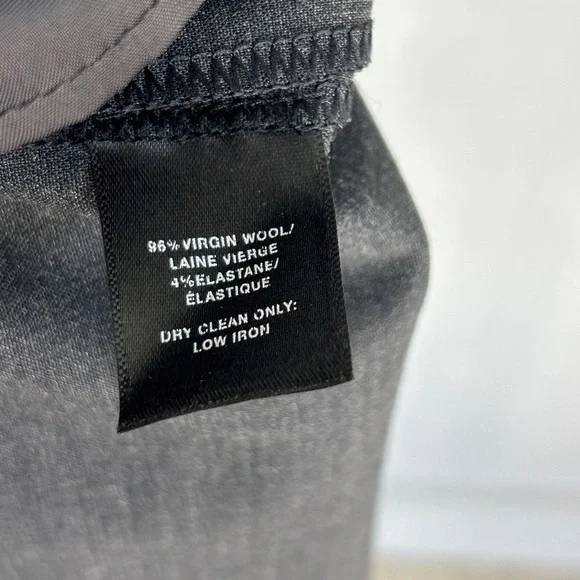 96% VIRGIN WOOL/
LAINE VIERGE
4% ELASTANE/
ÉLASTIQUE
DRY CLEAN ONLY:
LOW IRON